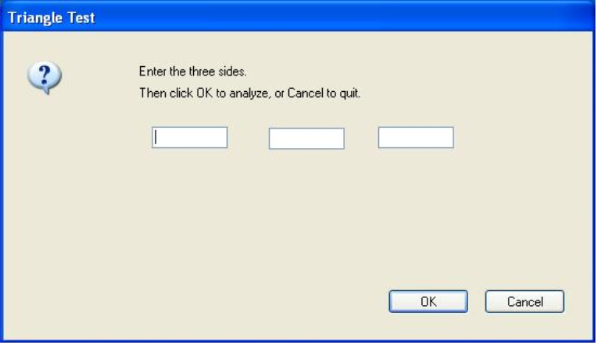 Triangle Test
Enter the three sides.
Then click OK to analyze, or Cancel to quit.
OK
Cancel